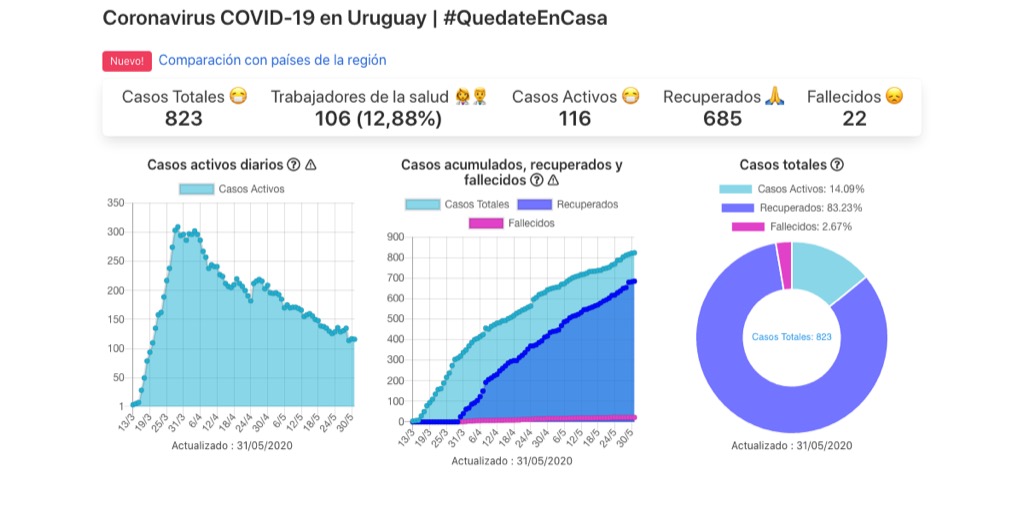 Coronavirus COVID-19 en Uruguay | #QuedateEnCasa
Nuevo! Comparación con países de la región
Casos Totales 😷 Trabajadores de la salud 👩‍⚕️👨‍⚕️ Casos Activos 😷 Recuperados 🙏 Fallecidos 😞
823 106 (12,88%) 116 685 22
Casos activos diarios
Casos Activos
350
300
250
200
150
100
50
1
13/3 19/3 25/3 31/3 6/4 12/4 18/4 24/4 30/4 6/5 12/5 18/5 24/5 30/5
Actualizado : 31/05/2020
Casos acumulados, recuperados y
fallecidos
Casos Totales Recuperados
Fallecidos
900
800
700
600
500
400
300
200
100
0
13/3 19/3 25/3 31/3 6/4 12/4 18/4 24/4 30/4 6/5 12/5 18/5 24/5 30/5
Actualizado : 31/05/2020
Casos totales
Casos Activos: 14.09%
Recuperados: 83.23%
Fallecidos: 2.67%
Casos Totales: 823
Actualizado : 31/05/2020